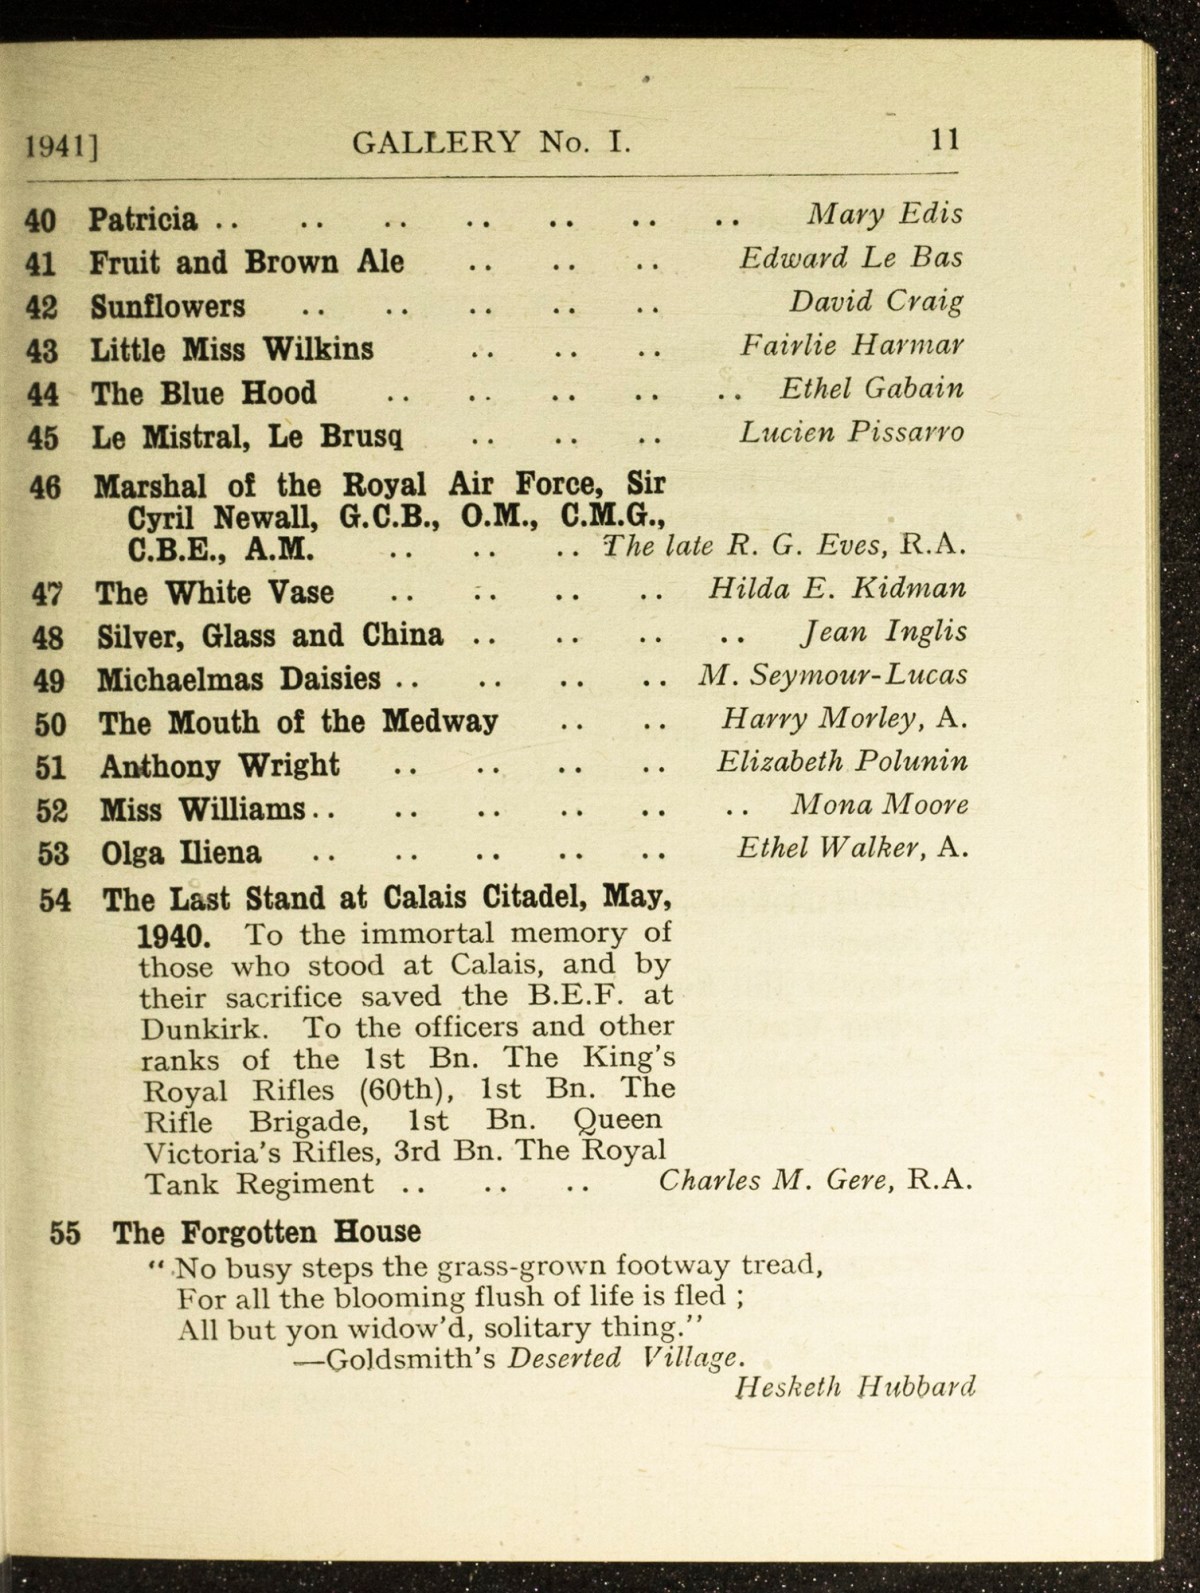 1941] GALLERY No. I. 11
40 Patricia .. .. .. .. .. .. .. Mary Edis
41 Fruit and Brown Ale .. .. .. Edward Le Bas
42 Sunflowers .. .. .. .. .. David Craig
43 Little Miss Wilkins .. .. .. Fairlie Harmar
44 The Blue Hood .. .. .. .. .. Ethel Gabain
45 Le Mistral, Le Brusq .. .. .. Lucien Pissarro
46 Marshal of the Royal Air Force, Sir
Cyril Newall, G.C.B., O.M., C.M.G.,
C.B.E., A.M. .. .. .. The late R. G. Eves, R.A.
47 The White Vase .. .. .. .. Hilda E. Kidman
48 Silver, Glass and China .. .. .. .. Jean Inglis
49 Michaelmas Daisies .. .. .. .. M. Seymour-Lucas
50 The Mouth of the Medway .. .. Harry Morley, A.
51 Anthony Wright .. .. .. .. Elizabeth Polunin
52 Miss Williams .. .. .. .. .. .. Mona Moore
53 Olga Iliena .. .. .. .. .. Ethel Walker, A.
54 The Last Stand at Calais Citadel, May,
1940. To the immortal memory of
those who stood at Calais, and by
their sacrifice saved the B.E.F. at
Dunkirk. To the officers and other
ranks of the 1st Bn. The King's
Royal Rifles (60th), 1st Bn. The
Rifle Brigade, 1st Bn. Queen
Victoria's Rifles, 3rd Bn. The Royal
Tank Regiment .. .. .. Charles M. Gere, R.A.
55 The Forgotten House
" No busy steps the grass-grown footway tread,
For all the blooming flush of life is fled ;
All but yon widow'd, solitary thing."
—Goldsmith's Deserted Village.
Hesketh Hubbard